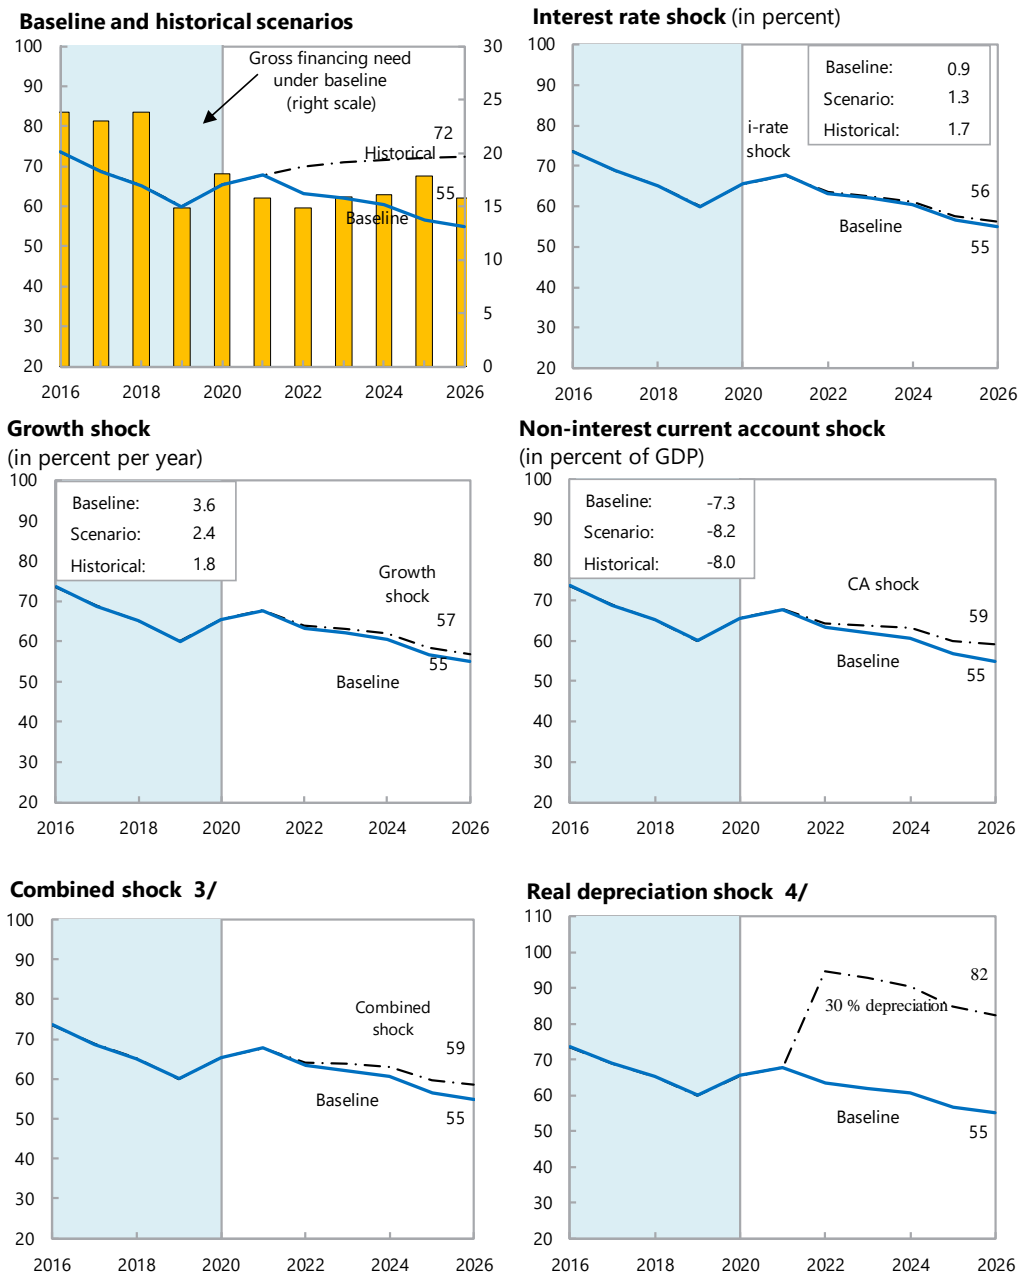 Baseline and historical scenarios
100
90
80
70
60
50
40
30
20
30
25
20
15
10
5
0
Gross financing need
under baseline
(right scale)
72
Historical
55
Baseline
2016 2018 2020 2022 2024 2026
Interest rate shock (in percent)
100
90
80
70
60
50
40
30
20
Baseline: 0.9
Scenario: 1.3
Historical: 1.7
i-rate
shock
56
Baseline
55
2016 2018 2020 2022 2024 2026
Growth shock
(in percent per year)
100
90
80
70
60
50
40
30
20
Baseline: 3.6
Scenario: 2.4
Historical: 1.8
Growth
shock
57
55
Baseline
2016 2018 2020 2022 2024 2026
Non-interest current account shock
(in percent of GDP)
100
90
80
70
60
50
40
30
20
Baseline: -7.3
Scenario: -8.2
Historical: -8.0
CA shock
59
Baseline
55
2016 2018 2020 2022 2024 2026
Combined shock 3/
100
90
80
70
60
50
40
30
20
Combined
shock
59
Baseline
55
2016 2018 2020 2022 2024 2026
Real depreciation shock 4/
110
100
90
80
70
60
50
40
30
20
82
30 % depreciation
Baseline
55
2016 2018 2020 2022 2024 2026